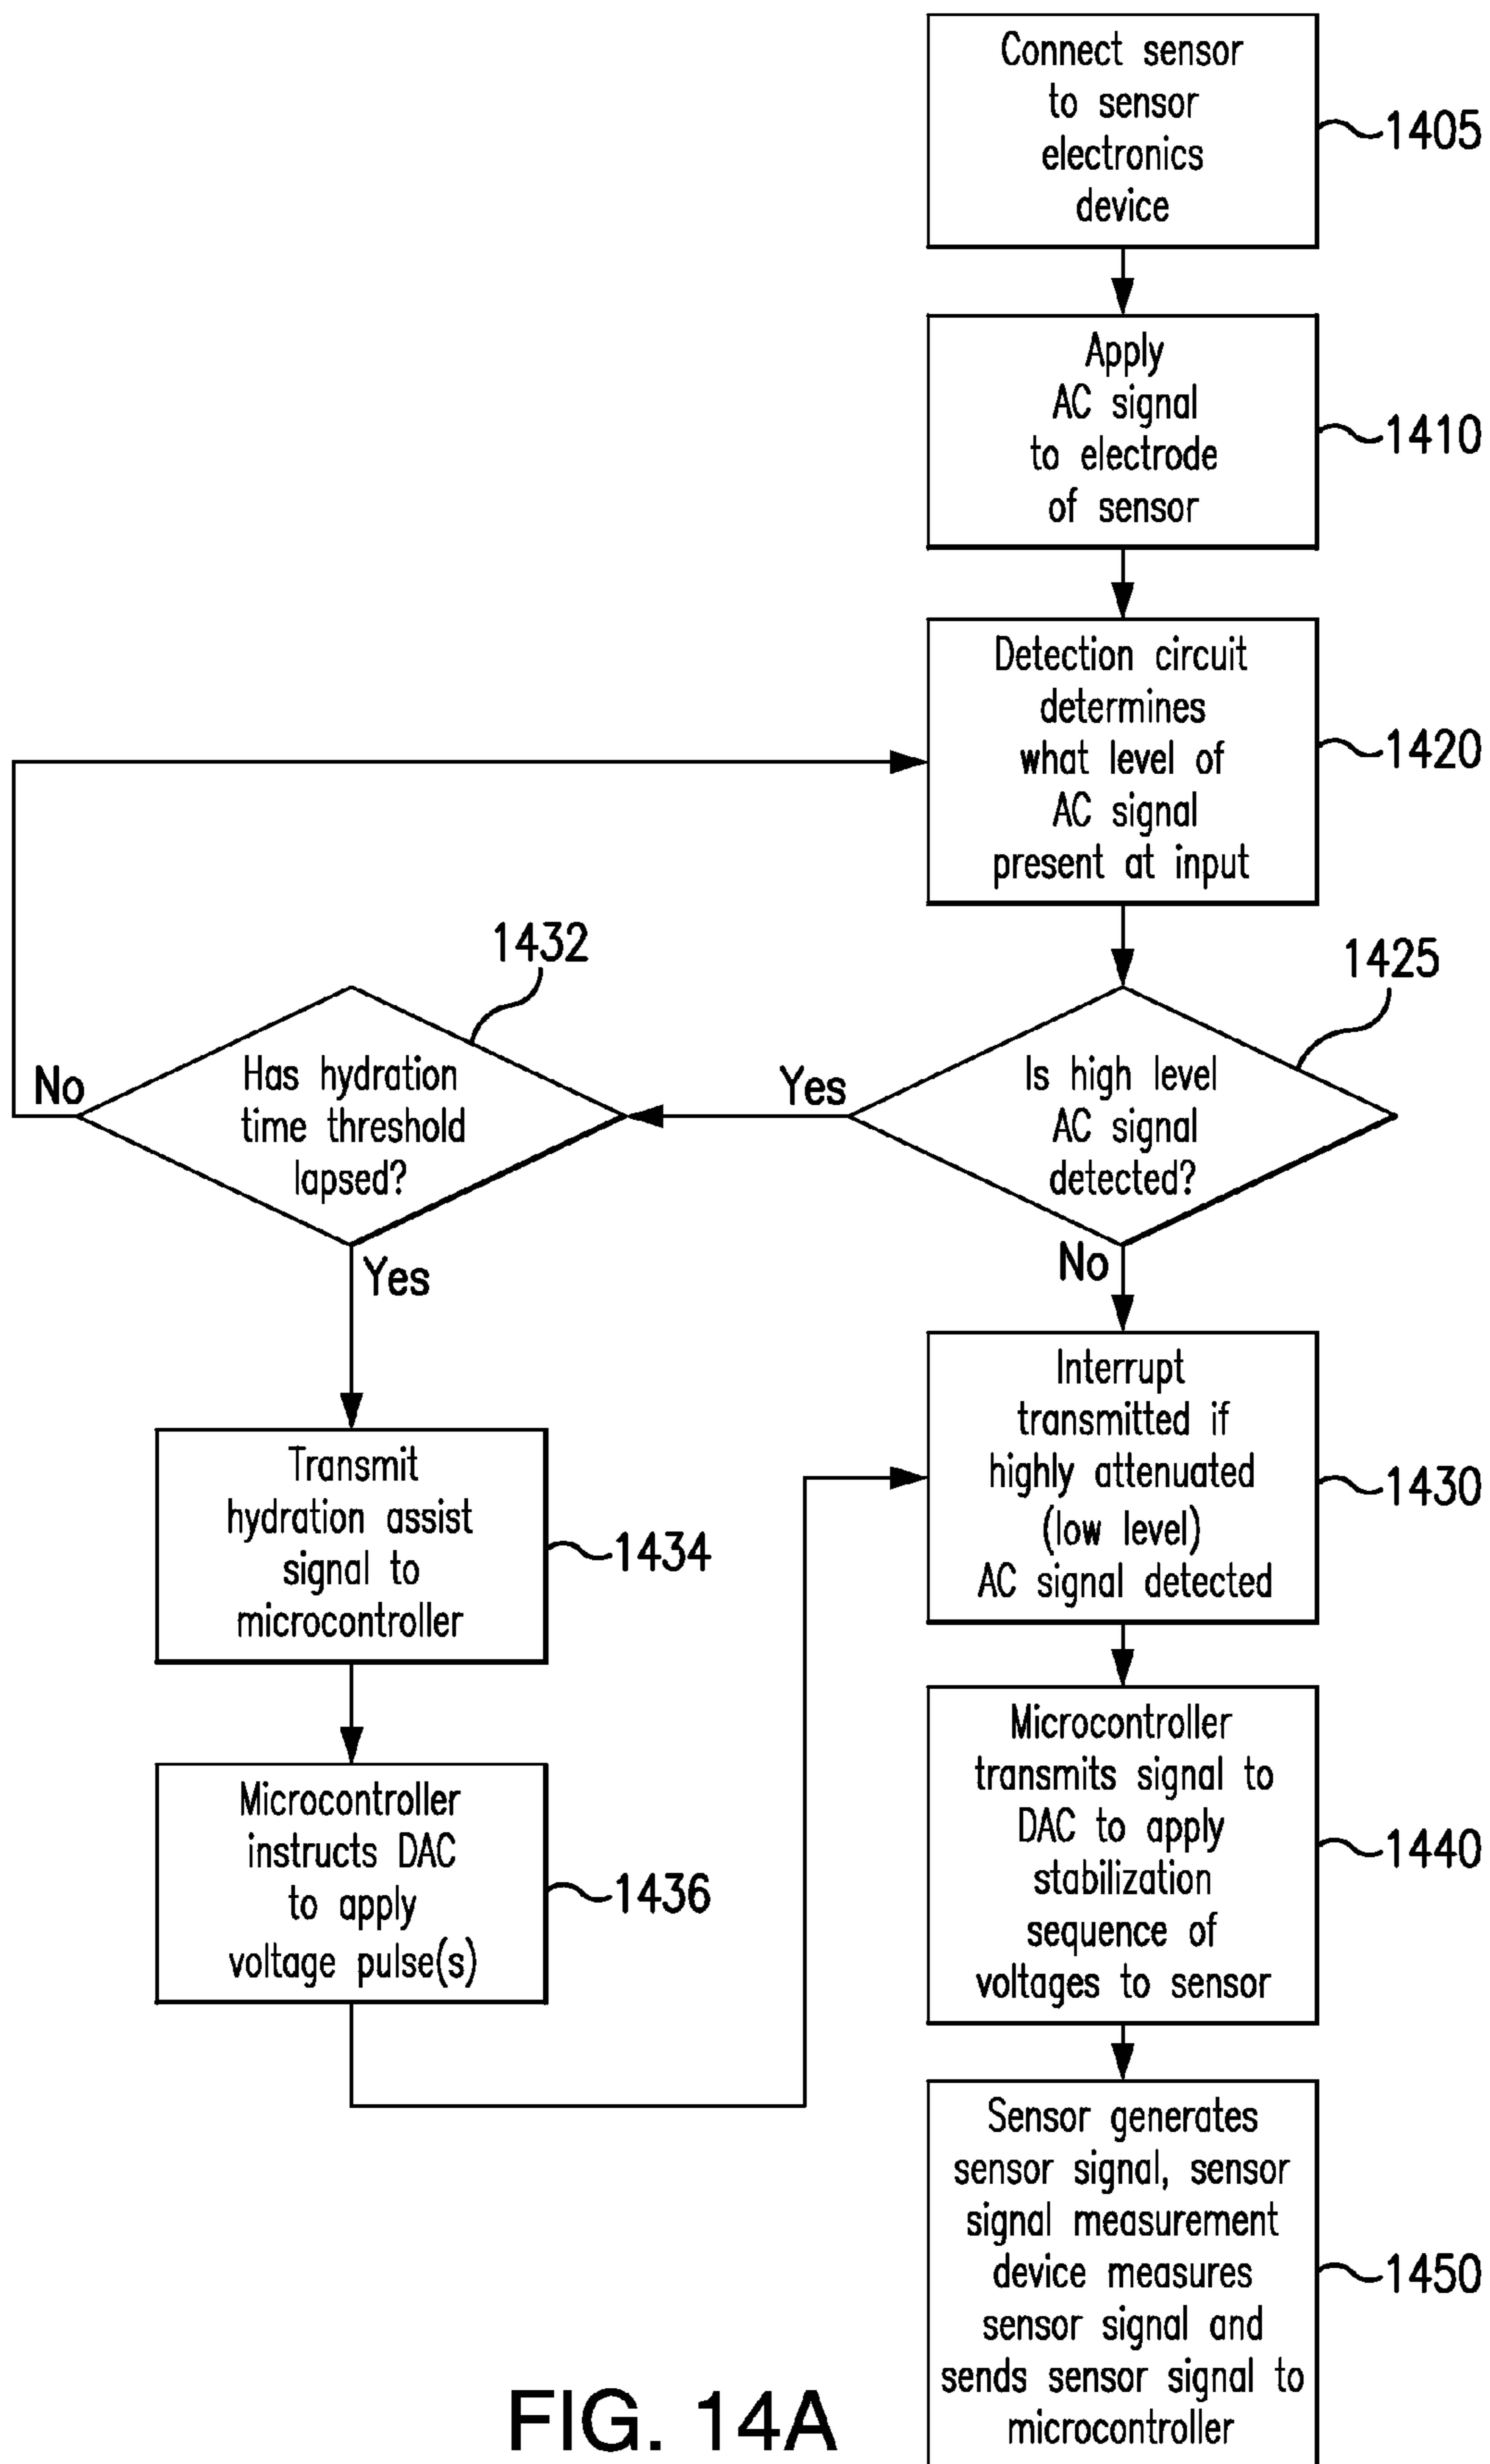 Connect sensor
to sensor
electronics
device
1405
Apply
AC signal
to electrode
of sensor
1410
Detection circuit
determines
what level of
AC signal
present at input
1420
1432
1425
Has hydration
time threshold
lapsed?
No
Yes
Is high level
AC signal
detected?
Yes
No
Transmit
hydration assist
signal to
microcontroller
1434
Interrupt
transmitted if
highly attenuated
(low level)
AC signal detected
1430
Microcontroller
instructs DAC
to apply
voltage pulse(s)
1436
Microcontroller
transmits signal to
DAC to apply
stabilization
sequence of
voltages to sensor
1440
Sensor generates
sensor signal, sensor
signal measurement
device measures
sensor signal and
sends sensor signal to
microcontroller
1450
FIG. 14A